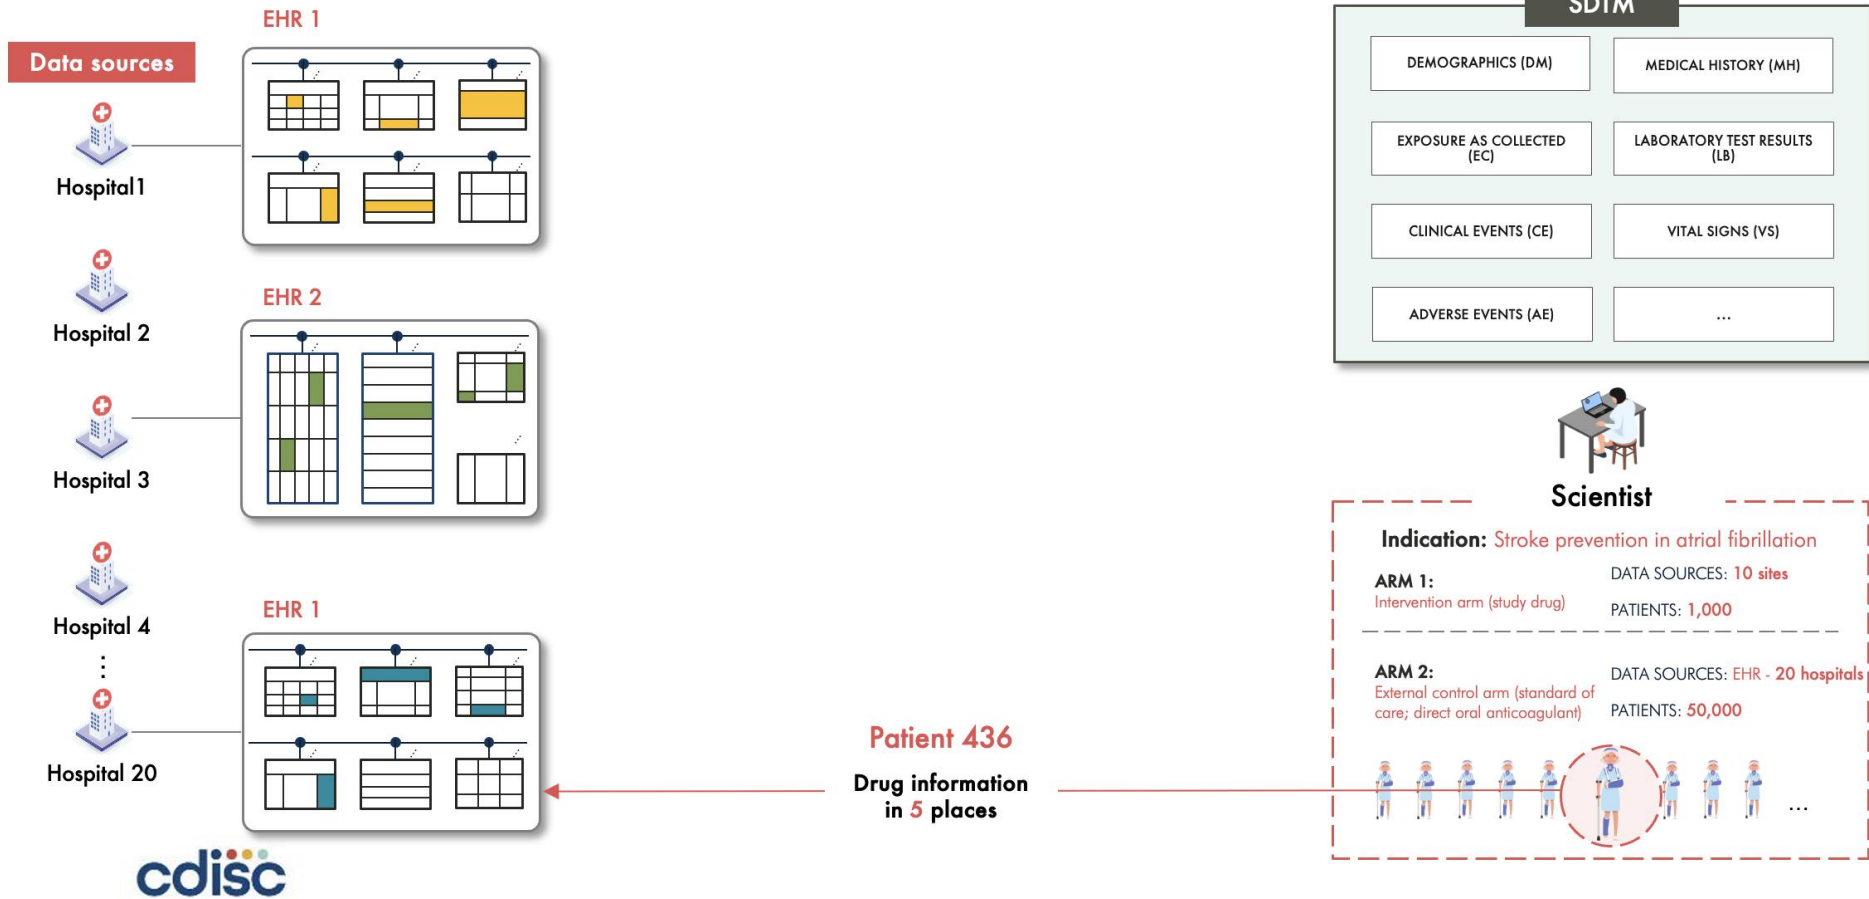 Data sources
Hospital1
Hospital 2
Hospital 3
Hospital 4
⋮
Hospital 20
EHR 1
EHR 2
EHR 1
cdisc
Patient 436
Drug information
in 5 places
SDTM
DEMOGRAPHICS (DM)
MEDICAL HISTORY (MH)
EXPOSURE AS COLLECTED
(EC)
LABORATORY TEST RESULTS
(LB)
CLINICAL EVENTS (CE)
VITAL SIGNS (VS)
ADVERSE EVENTS (AE)
...
Scientist
Indication: Stroke prevention in atrial fibrillation
ARM 1:
Intervention arm (study drug)
DATA SOURCES: 10 sites
PATIENTS: 1,000
ARM 2:
External control arm (standard of
care; direct oral anticoagulant)
DATA SOURCES: EHR - 20 hospitals
PATIENTS: 50,000
...